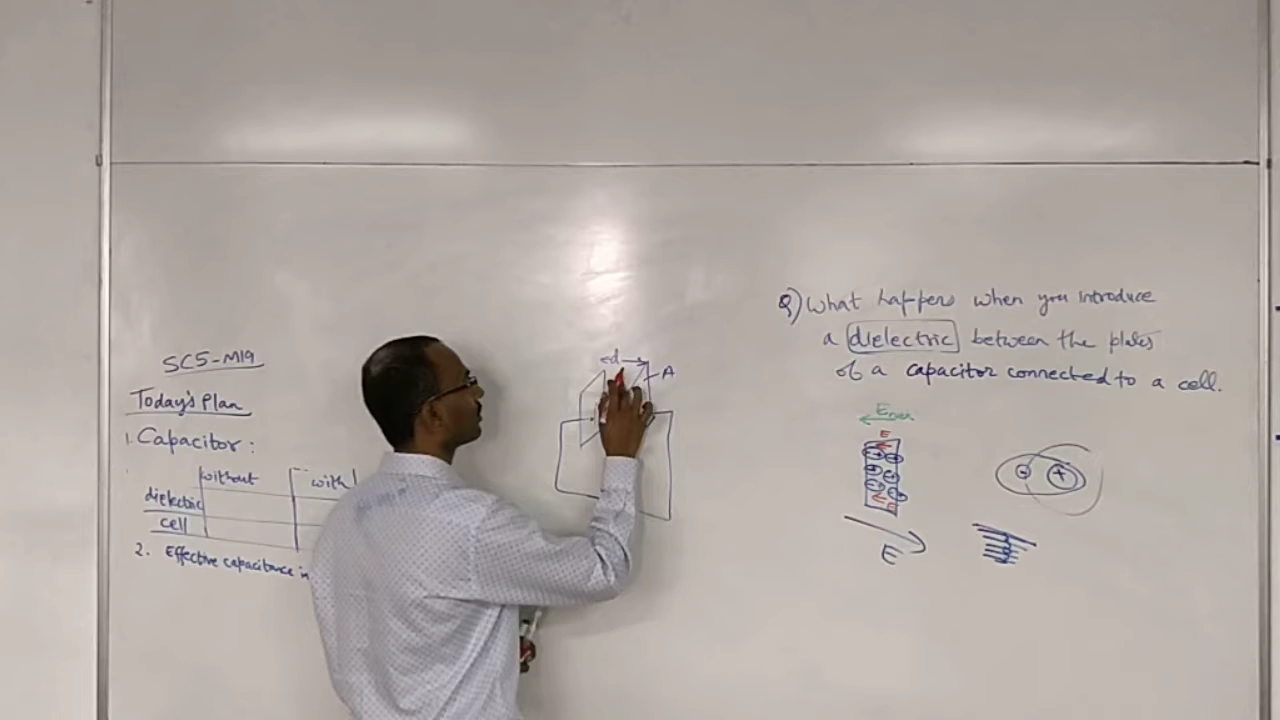 SC5-M19
Today's Plan
1. Capacitor:
without with
dielectric
cell
2. Effective capacitance in
d
A
Q) What happens when you introduce
a dielectric between the plates
of a capacitor connected to a cell.
E
E
- +
E